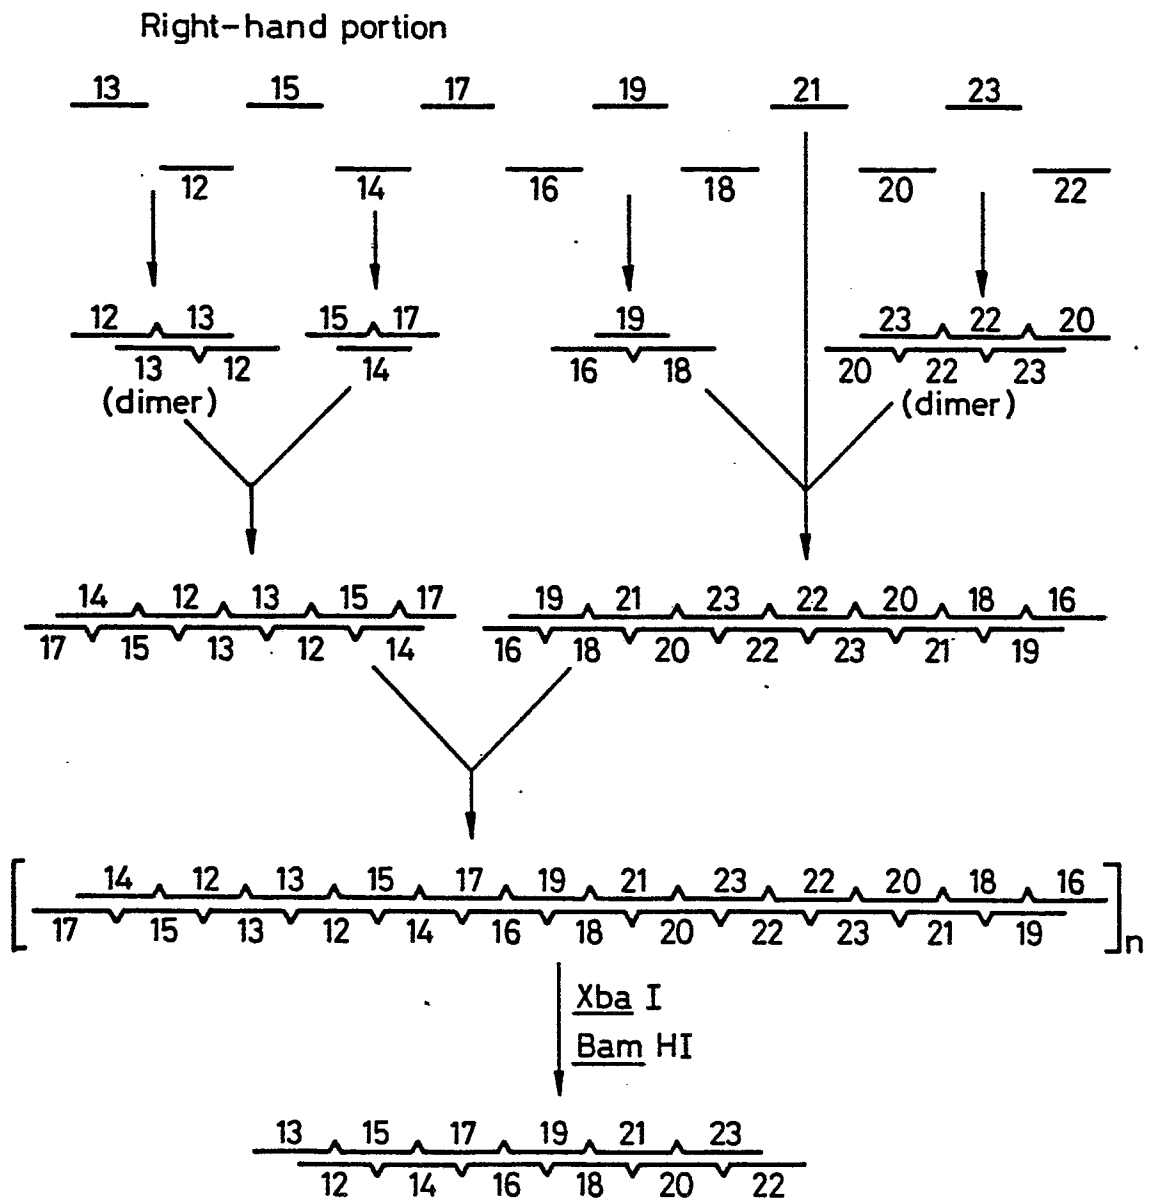 Right-hand portion
13 15 17 19 21 23
12 14 16 18 20 22
12 13 15 17 19 23 22 20
13 12 14 16 18 20 22 23
(dimer) (dimer)
14 12 13 15 17 19 21 23 22 20 18 16
17 15 13 12 14 16 18 20 22 23 21 19
[14 12 13 15 17 19 21 23 22 20 18 16
17 15 13 12 14 16 18 20 22 23 21 19]n
Xba I
Bam HI
13 15 17 19 21 23
12 14 16 18 20 22